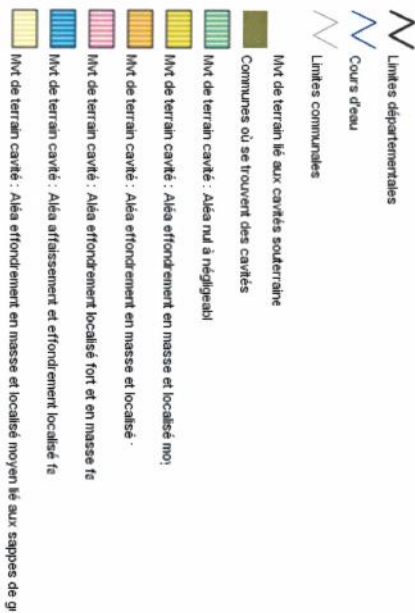 Limites départementales
Cours d'eau
Limites communales
Mvt de terrain lié aux cavités souterraine
Communes où se trouvent des cavités
Mvt de terrain cavité : Aléa nul à négligeabl
Mvt de terrain cavité : Aléa effondrement en masse et localisé moy
Mvt de terrain cavité : Aléa effondrement en masse et localisé ·
Mvt de terrain cavité : Aléa effondrement localisé fort et en masse fa
Mvt de terrain cavité : Aléa affaissement et effondrement localisé fa
Mvt de terrain cavité : Aléa effondrement en masse et localisé moyen lié aux sappes de gu